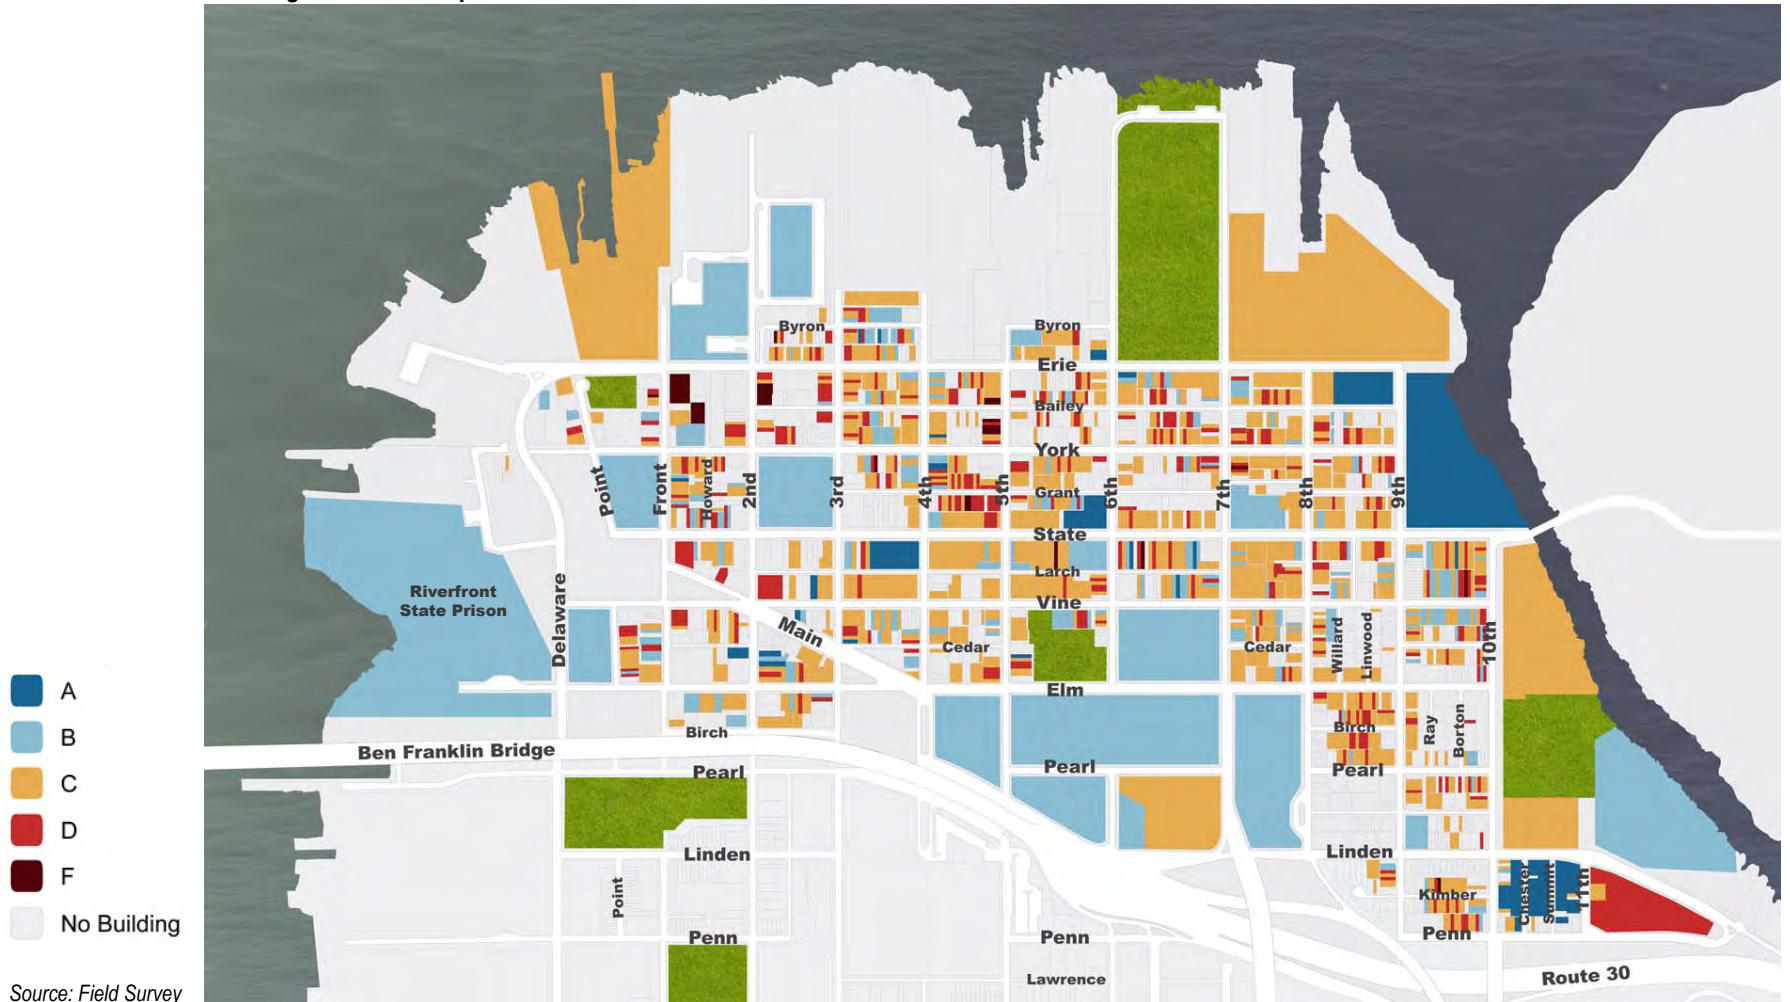 Byron
Byron
Erie
Bailey
York
Point
Front
Howard
2nd
3rd
4th
5th
Grant
6th
7th
8th
9th
State
Larch
Vine
Riverfront
State Prison
Delaware
Main
Cedar
Cedar
Willard
Linwood
10th
Elm
Birch
Birch
Ray
Borton
Ben Franklin Bridge
Pearl
Pearl
Pearl
Linden
Linden
Point
Kimber
Chester
Summit
11th
Penn
Penn
Penn
Lawrence
Route 30
A
B
C
D
F
No Building
Source: Field Survey